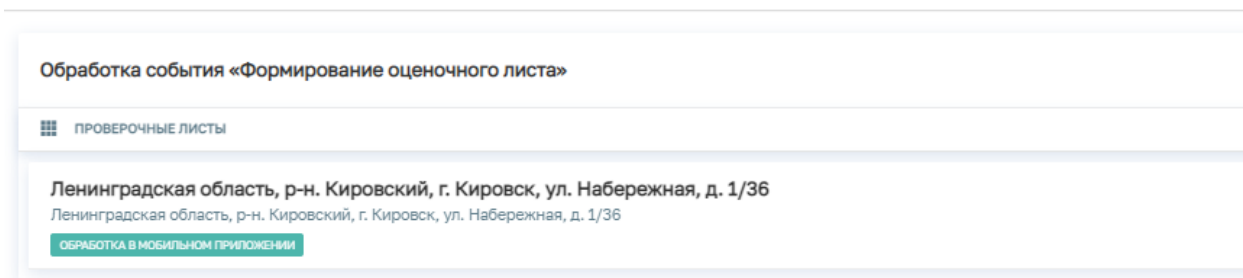 Обработка события «Формирование оценочного листа»
ПРОВЕРОЧНЫЕ ЛИСТЫ
Ленинградская область, р-н. Кировский, г. Кировск, ул. Набережная, д. 1/36
Ленинградская область, р-н. Кировский, г. Кировск, ул. Набережная, д. 1/36
ОБРАБОТКА В МОБИЛЬНОМ ПРИЛОЖЕНИИ